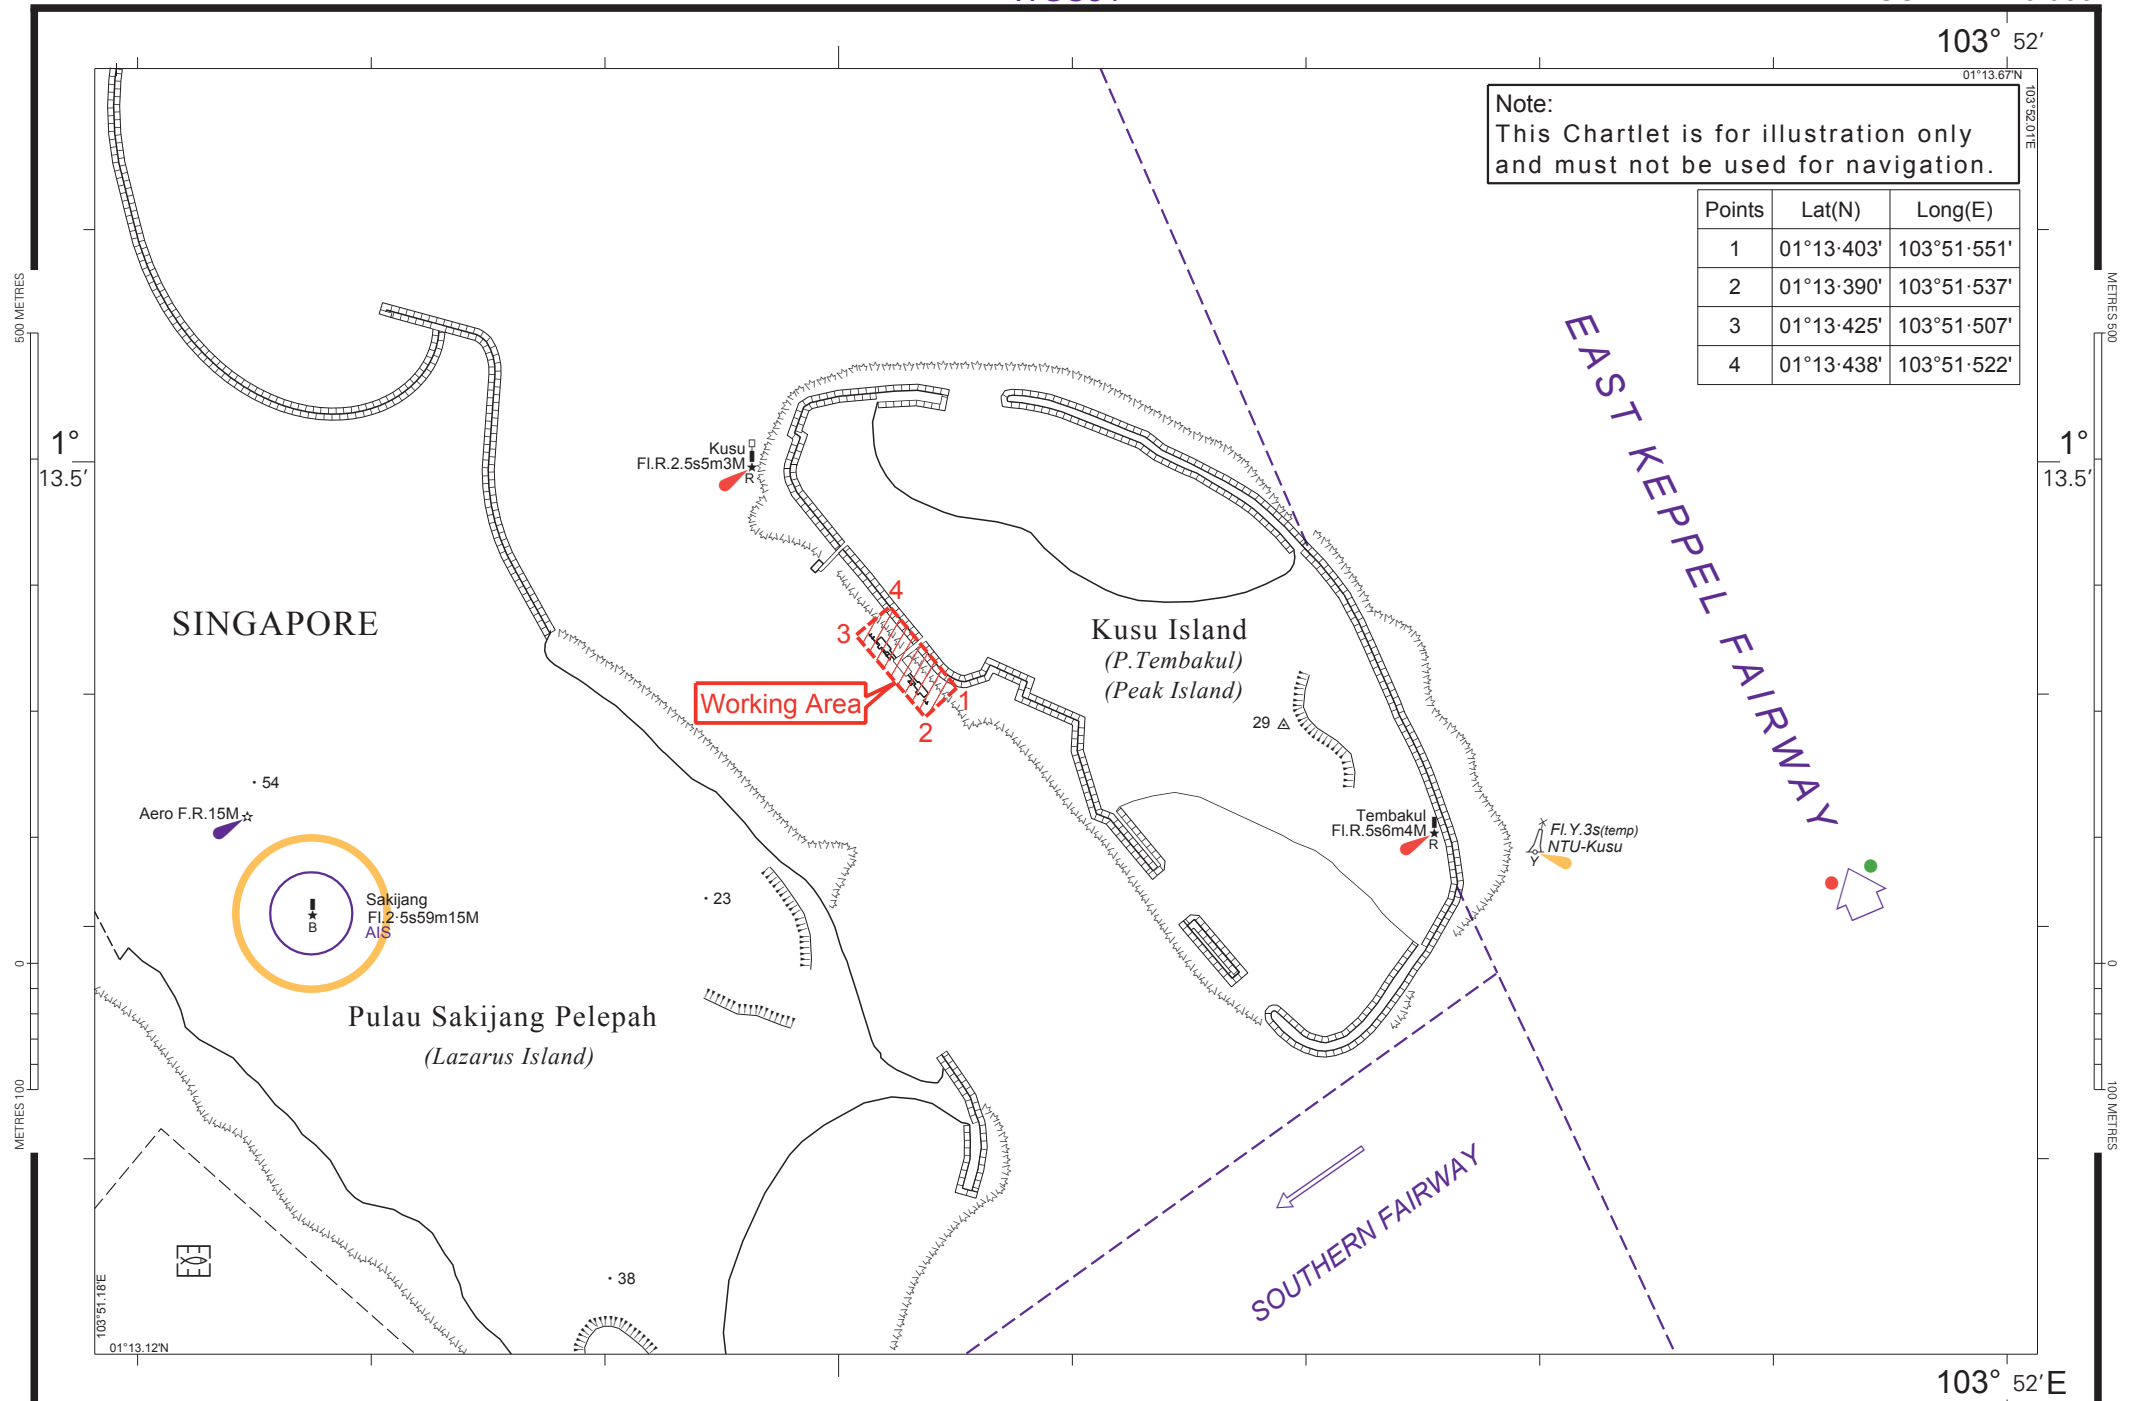 103° 52′
01°13.67'N
103°52.01'E
Note:
This Chartlet is for illustration only
and must not be used for navigation.
Points Lat(N) Long(E)
1 01°13·403' 103°51·551'
2 01°13·390' 103°51·537'
3 01°13·425' 103°51·507'
4 01°13·438' 103°51·522'
500 METRES
METRES 500
EAST KEPPEL FAIRWAY
1°
13.5′
1°
13.5′
Kusu
Fl.R.2.5s5m3M
R
SINGAPORE
4
3
Working Area
1
2
Kusu Island
(P.Tembakul)
(Peak Island)
29
54
Aero F.R.15M
Tembakul
Fl.R.5s6m4M
R
Fl.Y.3s(temp)
NTU-Kusu
Y
Sakijang
Fl.2·5s59m15M
AIS
B
23
0
0
Pulau Sakijang Pelepah
(Lazarus Island)
METRES 100
100 METRES
SOUTHERN FAIRWAY
38
103°51.18'E
01°13.12'N
103° 52′E